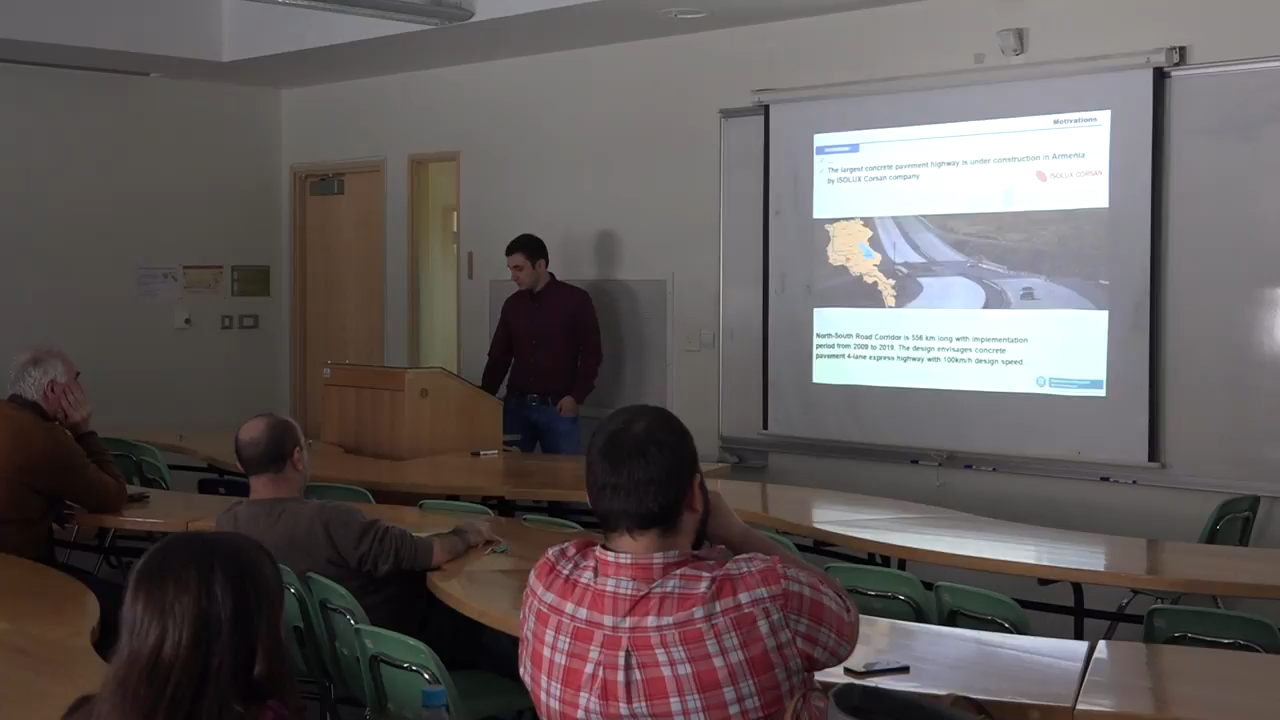 Motivations
The largest concrete pavement highway is under construction in Armenia
by ISOLUX Corsan company
ISOLUX CORSAN
North-South Road Corridor is 556 km long with implementation
period from 2009 to 2019. The design envisages concrete
pavement 4-lane express highway with 100km/h design speed.